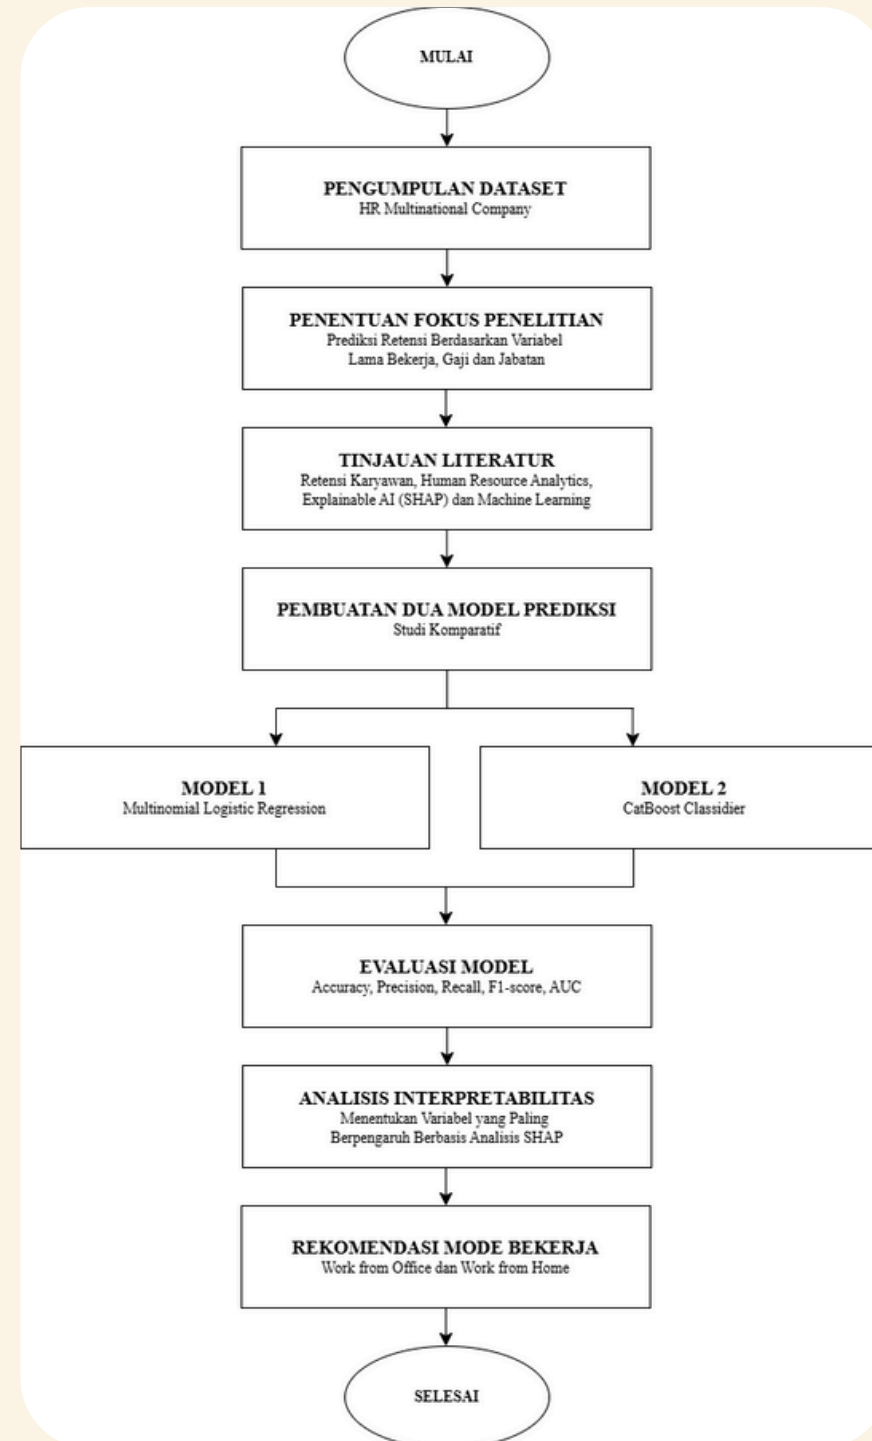 MULAI
PENGUMPULAN DATASET
HR Multinational Company
PENENTUAN FOKUS PENELITIAN
Prediksi Retensi Berdasarkan Variabel
Lama Bekerja, Gaji dan Jabatan
TINJAUAN LITERATUR
Retensi Karyawan, Human Resource Analytics,
Explainable AI (SHAP) dan Machine Learning
PEMBUATAN DUA MODEL PREDIKSI
Studi Komparatif
MODEL 1
Multinomial Logistic Regression
MODEL 2
CatBoost Classidier
EVALUASI MODEL
Accuracy, Precision, Recall, F1-score, AUC
ANALISIS INTERPRETABILITAS
Menentukan Variabel yang Paling
Berpengaruh Berbasis Analisis SHAP
REKOMENDASI MODE BEKERJA
Work from Office dan Work from Home
SELESAI